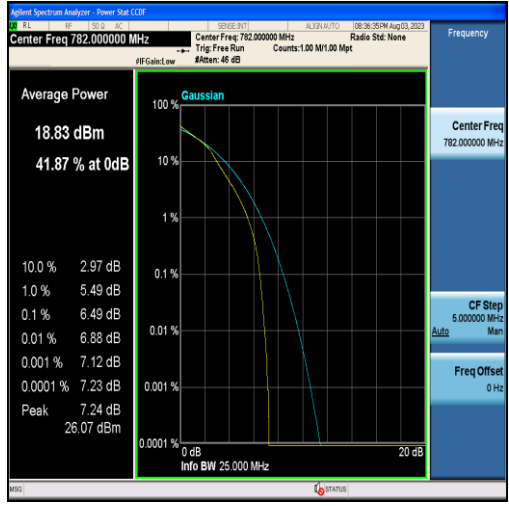 Agilent Spectrum Analyzer - Power Stat CCDF
RL RF 50 Ω AC SENSE:INT ALIGN AUTO 08:36:35 PM Aug 03, 2023
Center Freq 782.000000 MHz
Center Freq: 782.000000 MHz Radio Std: None
Trig: Free Run Counts:1.00 M/1.00 Mpt
#IFGain:Low #Atten: 46 dB
Frequency
Average Power
18.83 dBm
41.87 % at 0dB
10.0 % 2.97 dB
1.0 % 5.49 dB
0.1 % 6.49 dB
0.01 % 6.88 dB
0.001 % 7.12 dB
0.0001 % 7.23 dB
Peak 7.24 dB
26.07 dBm
Gaussian
100 %
10 %
1 %
0.1 %
0.01 %
0.001 %
0.0001 %
0 dB 20 dB
Info BW 25.000 MHz
Center Freq
782.000000 MHz
CF Step
5.000000 MHz
Auto Man
Freq Offset
0 Hz
MSG STATUS